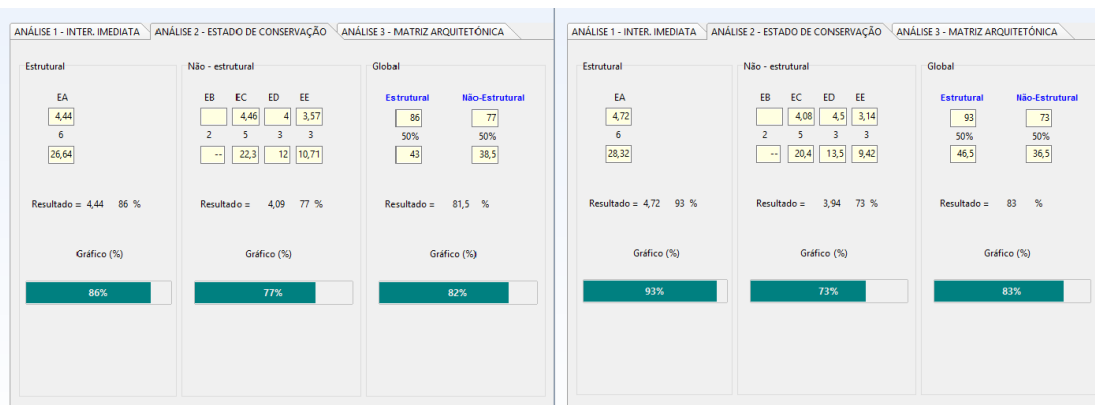 ANÁLISE 1 - INTER. IMEDIATA ANÁLISE 2 - ESTADO DE CONSERVAÇÃO ANÁLISE 3 - MATRIZ ARQUITETÓNICA
Estrutural Não - estrutural Global
EA EB EC ED EE Estrutural Não-Estrutural
4,44 4,46 4 3,57 86 77
6 2 5 3 3 50% 50%
26,64 -- 22,3 12 10,71 43 38,5
Resultado = 4,44 86 % Resultado = 4,09 77 % Resultado = 81,5 %
Gráfico (%) Gráfico (%) Gráfico (%)
86% 77% 82%
ANÁLISE 1 - INTER. IMEDIATA ANÁLISE 2 - ESTADO DE CONSERVAÇÃO ANÁLISE 3 - MATRIZ ARQUITETÓNICA
Estrutural Não - estrutural Global
EA EB EC ED EE Estrutural Não-Estrutural
4,72 4,08 4,5 3,14 93 73
6 2 5 3 3 50% 50%
28,32 -- 20,4 13,5 9,42 46,5 36,5
Resultado = 4,72 93 % Resultado = 3,94 73 % Resultado = 83 %
Gráfico (%) Gráfico (%) Gráfico (%)
93% 73% 83%